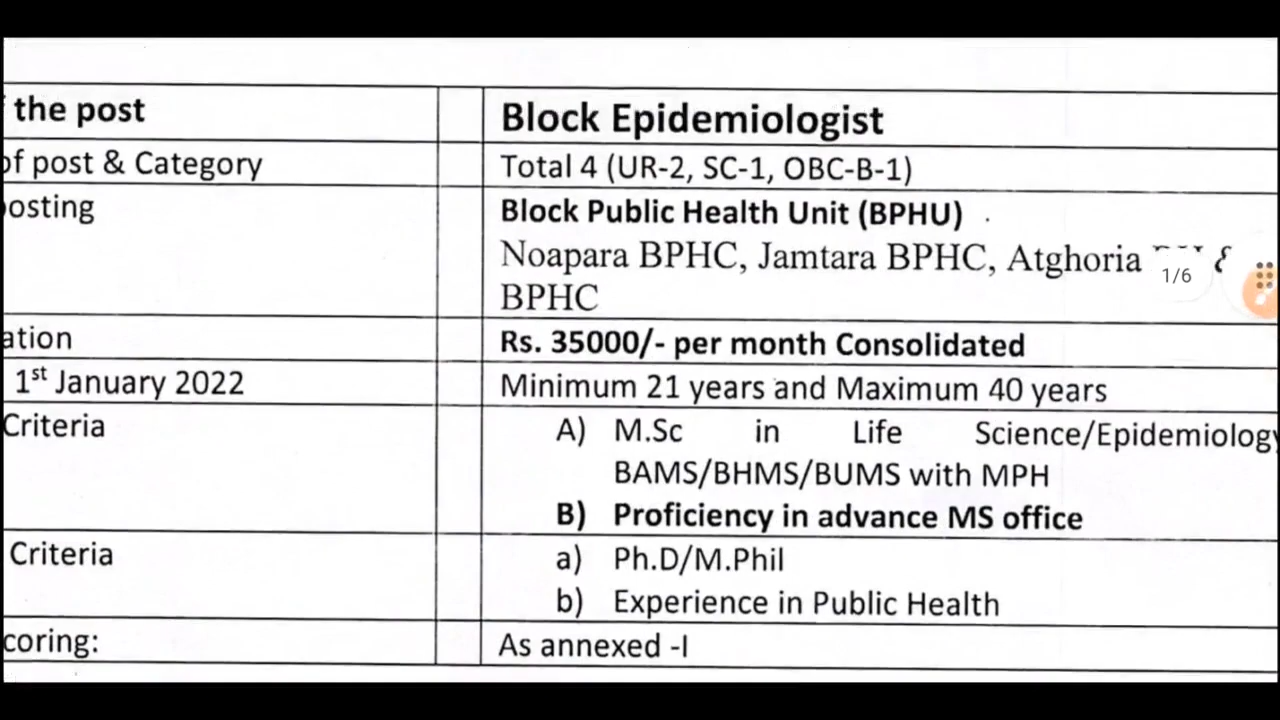 the post
Block Epidemiologist
of post & Category
Total 4 (UR-2, SC-1, OBC-B-1)
osting
Block Public Health Unit (BPHU)
Noapara BPHC, Jamtara BPHC, Atghoria
1/6
BPHC
ation
Rs. 35000/- per month Consolidated
1st January 2022
Minimum 21 years and Maximum 40 years
Criteria
A) M.Sc in Life Science/Epidemiology
BAMS/BHMS/BUMS with MPH
B) Proficiency in advance MS office
Criteria
a) Ph.D/M.Phil
b) Experience in Public Health
coring:
As annexed -I